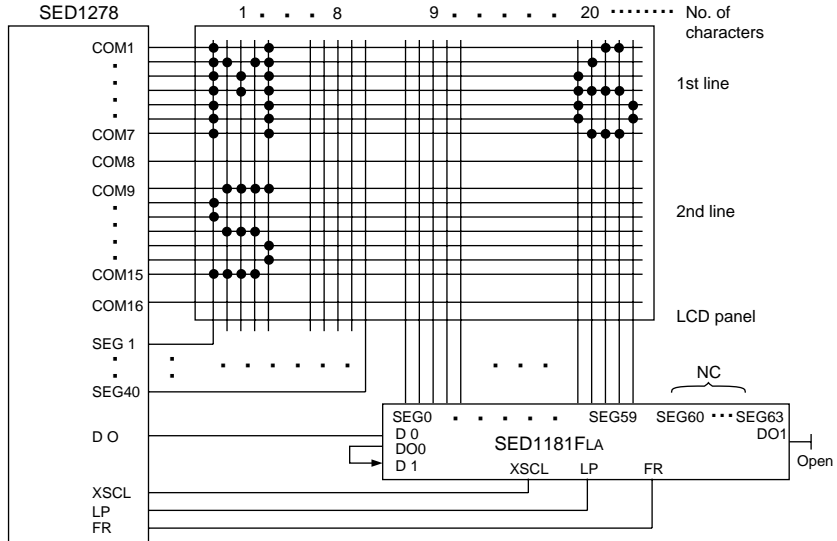 SED1278 1 · · · 8 9 · · · · 20 ········ No. of
characters
COM1
1st line
COM7
COM8
COM9
2nd line
COM15
COM16
LCD panel
SEG 1
SEG40
NC
SEG0 · · · · · SEG59 SEG60 ··· SEG63
D O D 0 DO1
DO0 SED1181FLA
D 1 Open
XSCL LP FR
XSCL
LP
FR